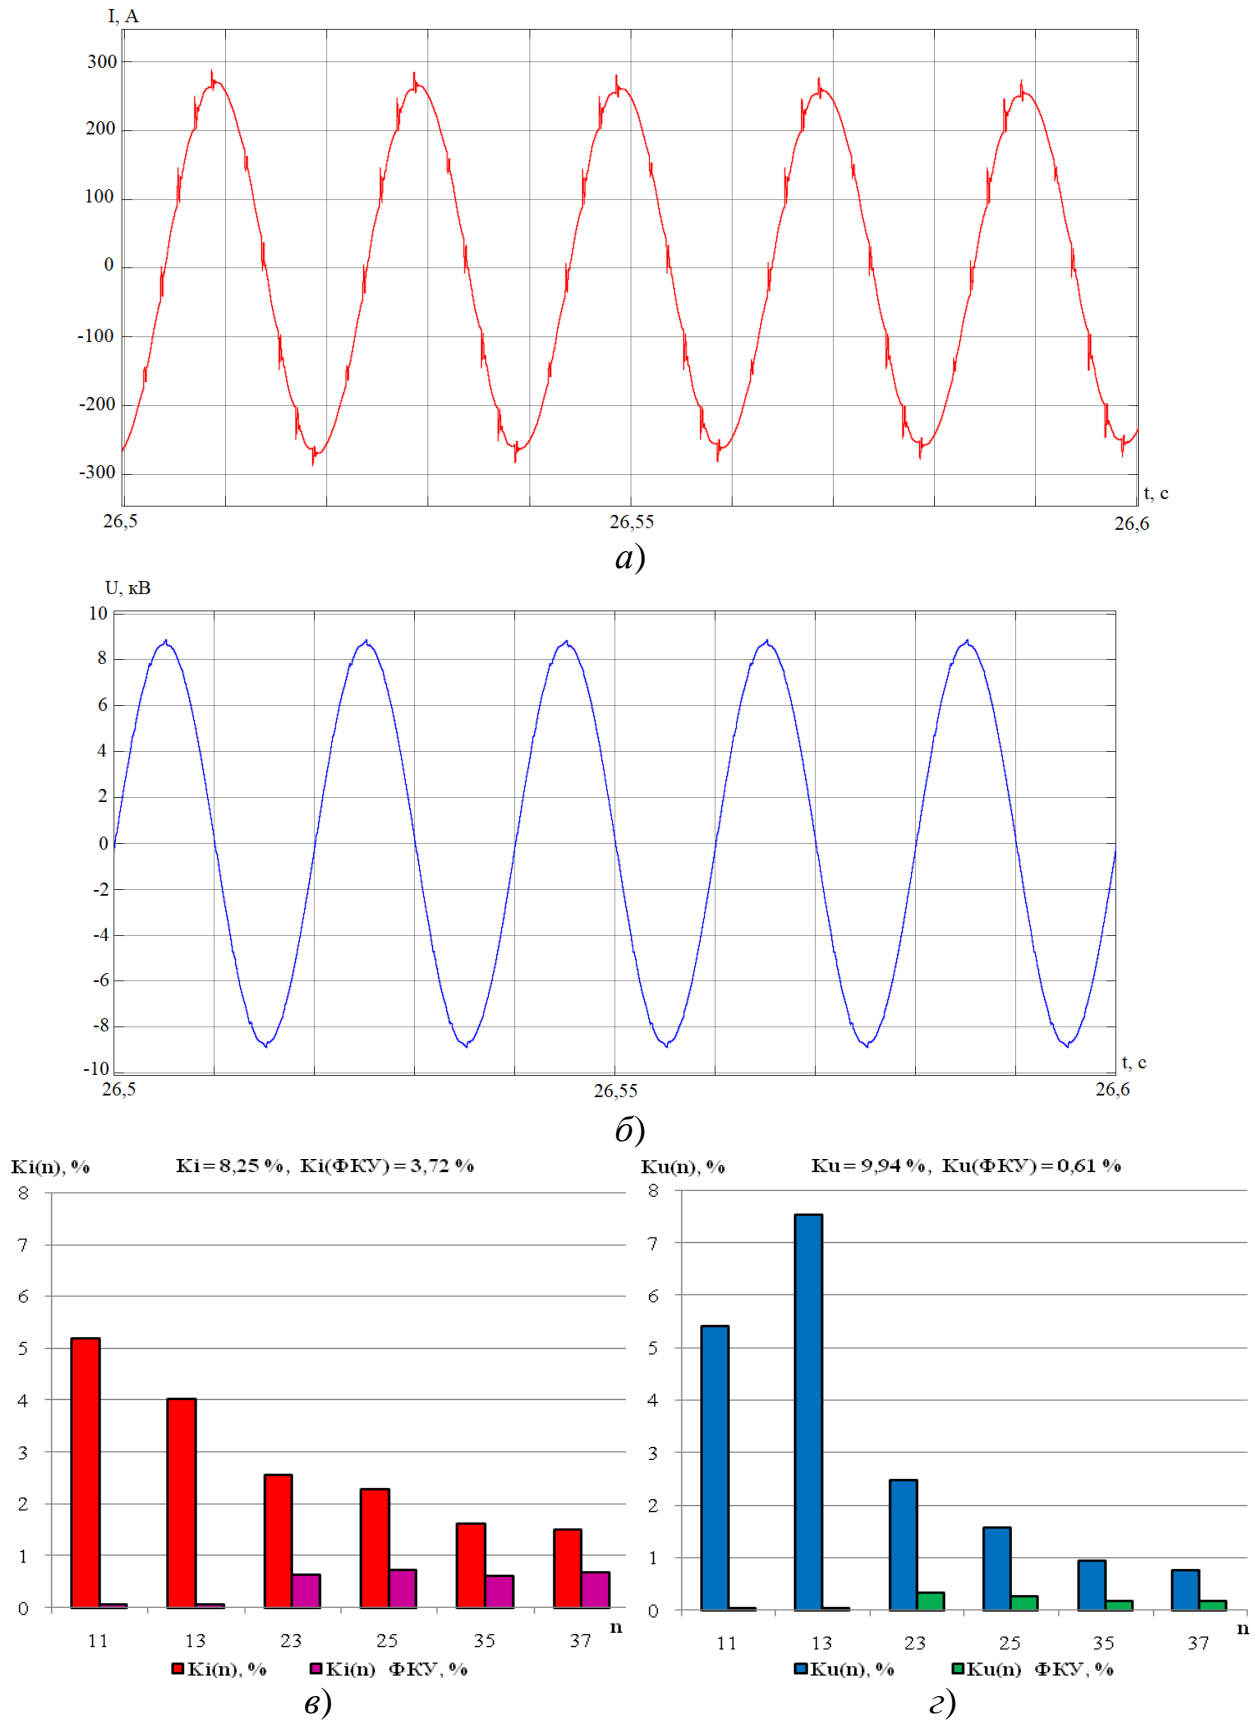 I, А
300
200
100
0
-100
-200
-300
t, с
26,5 26,55 26,6
а)
U, кВ
10
8
6
4
2
0
-2
-4
-6
-8
-10
t, с
26,5 26,55 26,6
б)
Ki(n), % Ki = 8,25 %, Ki(ФКУ) = 3,72 %
8
7
6
5
4
3
2
1
0
11 13 23 25 35 37 n
Ki(n), % Ki(n) ФКУ, %
в)
Ku(n), % Ku = 9,94 %, Ku(ФКУ) = 0,61 %
8
7
6
5
4
3
2
1
0
11 13 23 25 35 37 n
Ku(n), % Ku(n) ФКУ, %
г)